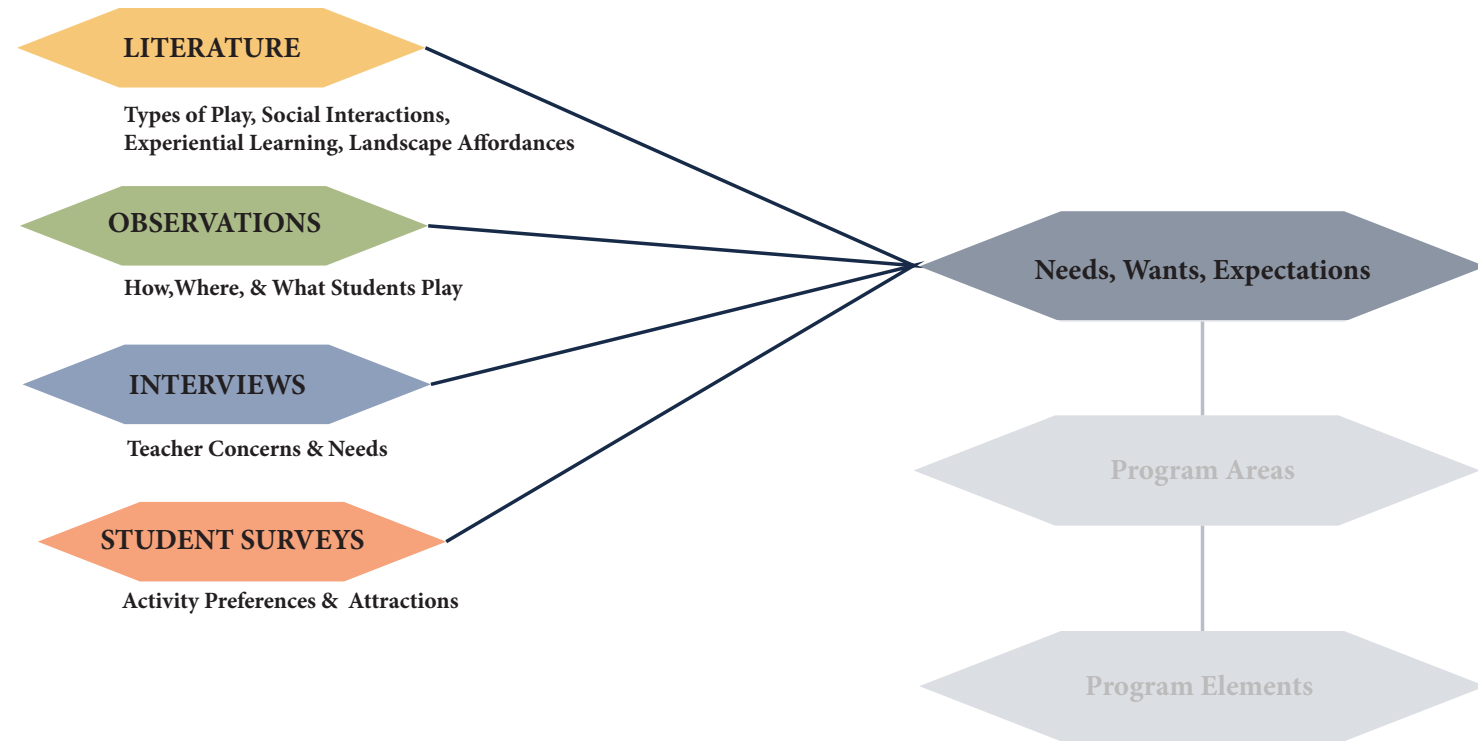 LITERATURE
Types of Play, Social Interactions,
Experiential Learning, Landscape Affordances
OBSERVATIONS
How,Where, & What Students Play
INTERVIEWS
Teacher Concerns & Needs
STUDENT SURVEYS
Activity Preferences &  Attractions
Needs, Wants, Expectations
Program Areas
Program Elements